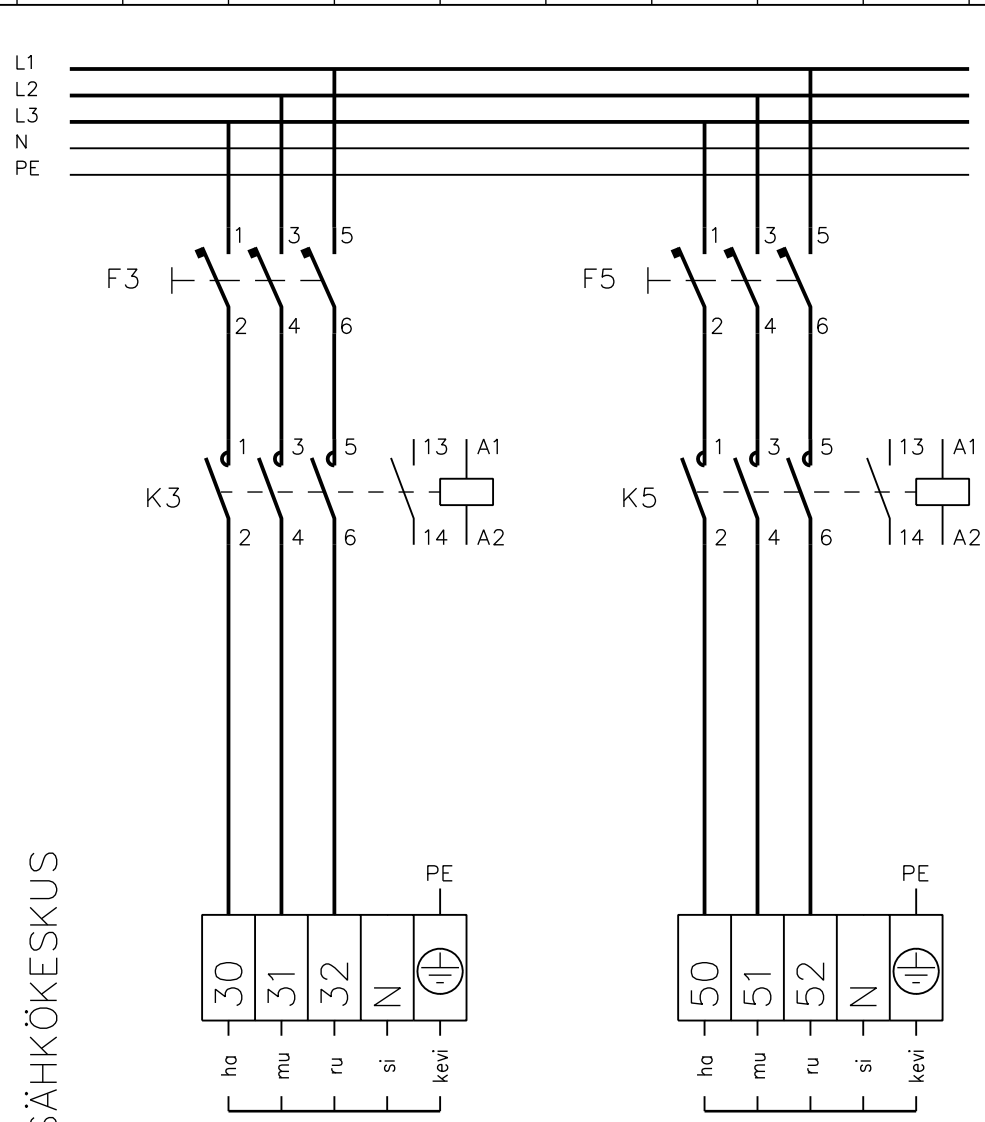 L1
L2
L3
N
PE
1 3 5 1 3 5
F3 F5
2 4 6 2 4 6
1 3 5 13 A1 1 3 5 13 A1
K3 K5
2 4 6 14 A2 2 4 6 14 A2
PE PE
30 31 32 N 50 51 52 N
ha mu ru si kevi ha mu ru si kevi
SÄHKÖKESKUS